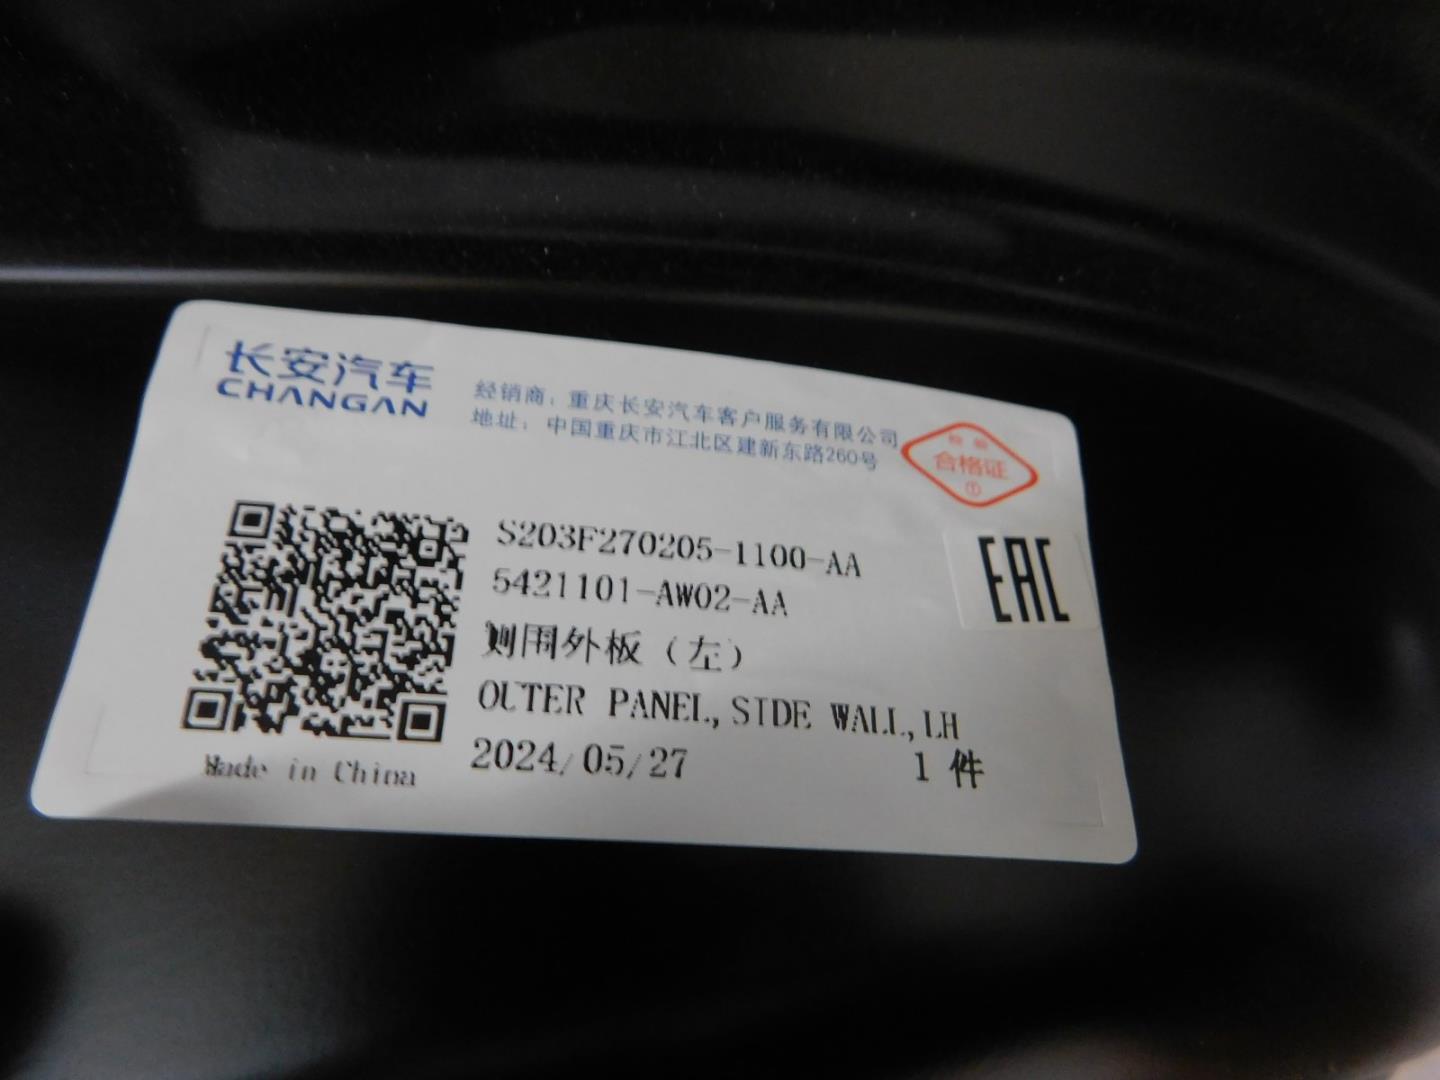 长安汽车
CHANGAN
经销商：重庆长安汽车客户服务有限公司
地址：中国重庆市江北区建新东路260号
检验
合格证
①
EAC
S203F270205-1100-AA
5421101-AW02-AA
侧围外板（左）
OUTER PANEL,SIDE WALL,LH
2024/05/27
1 件
Made in China